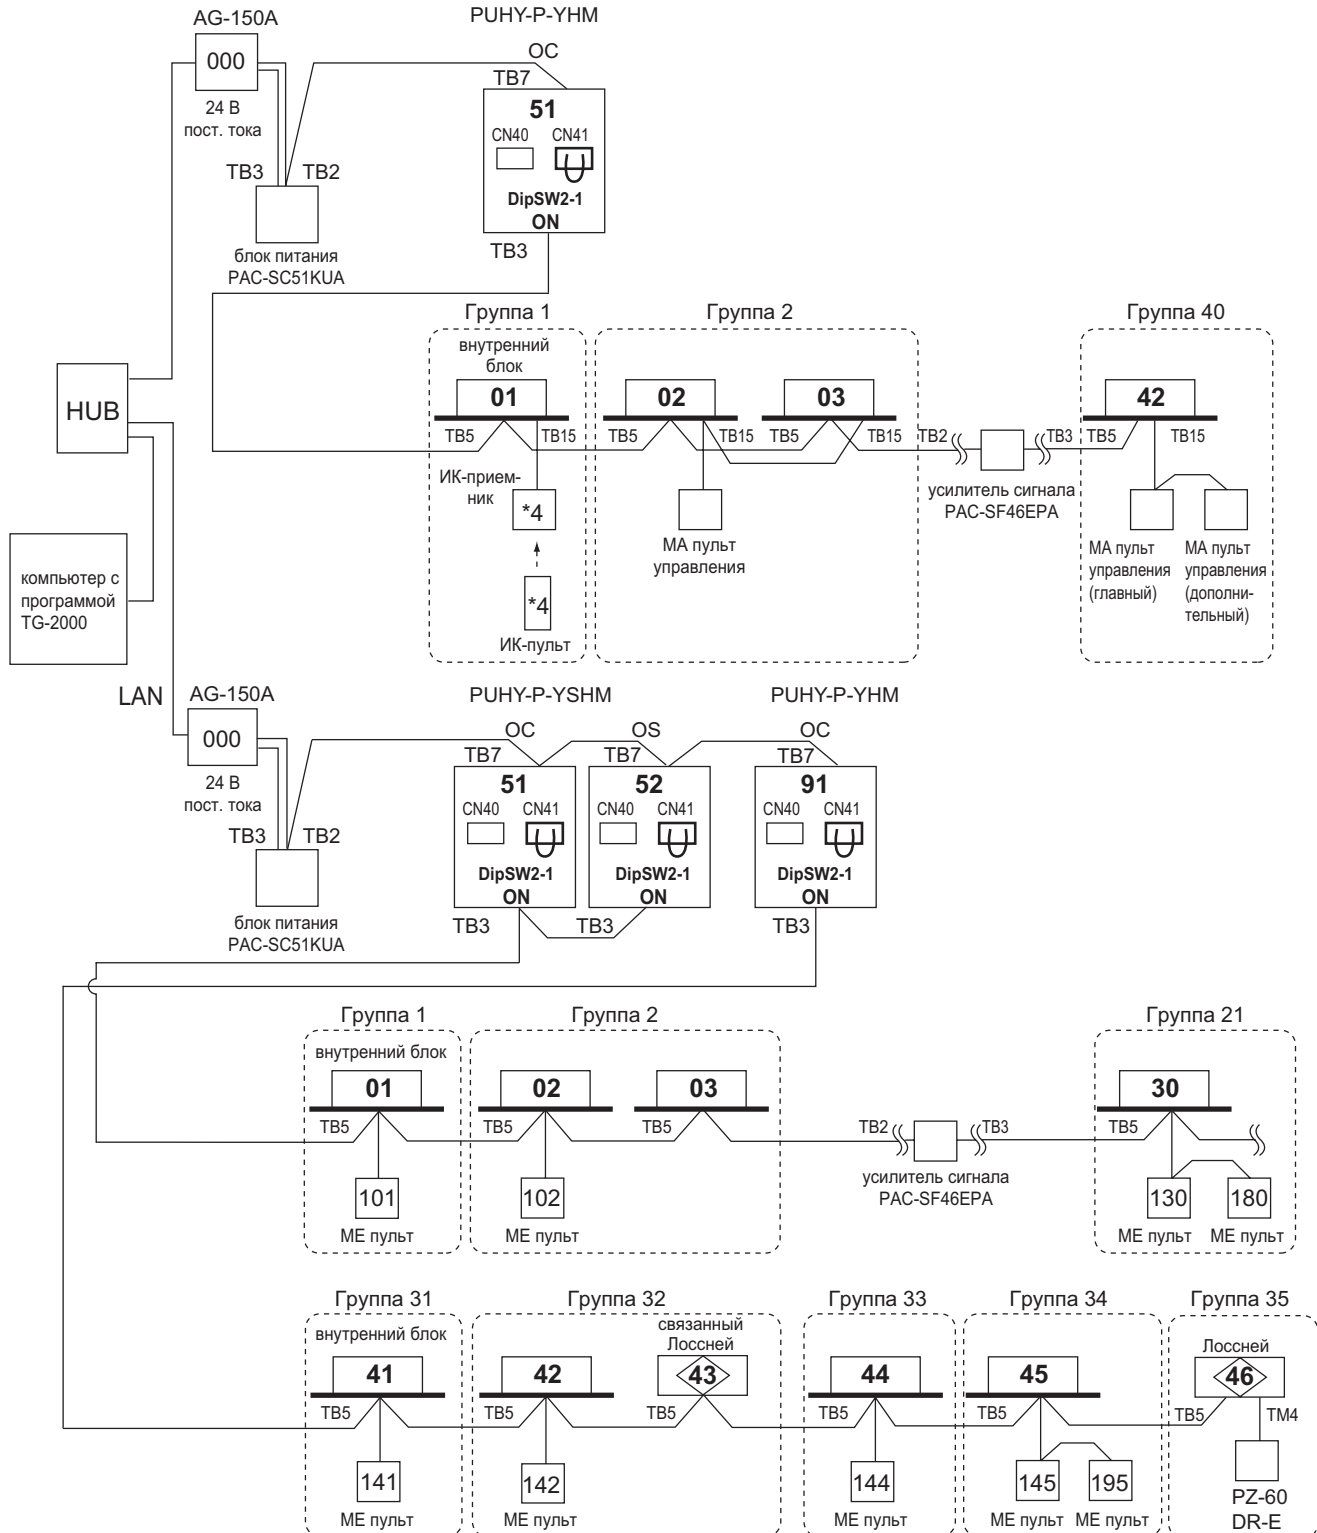 AG-150A
PUHY-P-YHM
000
24 В
пост. тока
OC
TB7
51
CN40 CN41
DipSW2-1
ON
TB3
TB3 TB2
блок питания
PAC-SC51KUA
HUB
компьютер с
программой
TG-2000
LAN
Группа 1
внутренний
блок
01
TB5 TB15
ИК-прием-
ник
*4
*4
ИК-пульт
Группа 2
02
TB5 TB15
03
TB5 TB15
МА пульт
управления
TB2 TB3
усилитель сигнала
PAC-SF46EPA
Группа 40
42
TB5 TB15
МА пульт
управления
(главный)
МА пульт
управления
(дополни-
тельный)
AG-150A
000
24 В
пост. тока
TB3 TB2
блок питания
PAC-SC51KUA
PUHY-P-YSHM
PUHY-P-YHM
OC
TB7
51
CN40 CN41
DipSW2-1
ON
TB3
OS
TB7
52
CN40 CN41
DipSW2-1
ON
TB3
OC
TB7
91
CN40 CN41
DipSW2-1
ON
TB3
Группа 1
внутренний блок
01
TB5
101
МЕ пульт
Группа 2
02
TB5
102
МЕ пульт
03
TB5
TB2 TB3
усилитель сигнала
PAC-SF46EPA
Группа 21
30
TB5
130 180
МЕ пульт МЕ пульт
Группа 31
внутренний блок
41
TB5
141
МЕ пульт
Группа 32
42
TB5
142
МЕ пульт
связанный
Лоссней
43
TB5
Группа 33
44
TB5
144
МЕ пульт
Группа 34
45
TB5
145 195
МЕ пульт МЕ пульт
Группа 35
Лоссней
46
TB5 TM4
PZ-60
DR-E